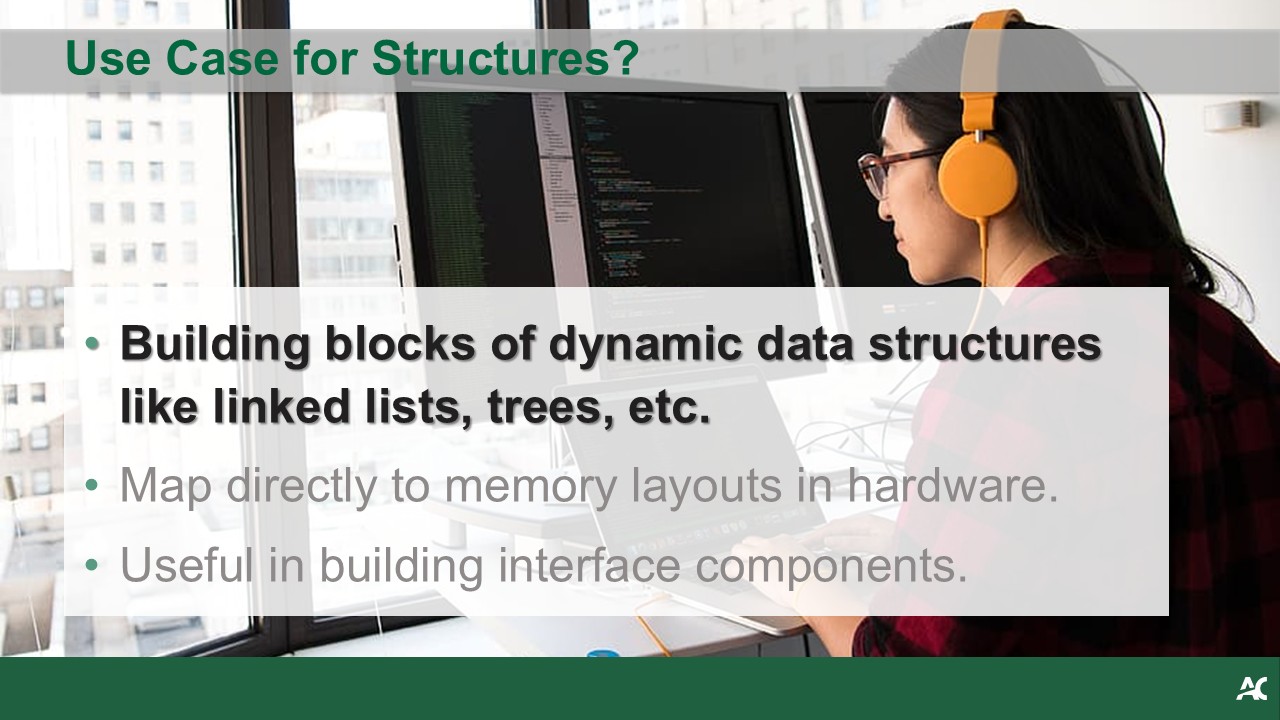 Use Case for Structures?
• Building blocks of dynamic data structures
like linked lists, trees, etc.
• Map directly to memory layouts in hardware.
• Useful in building interface components.
AC